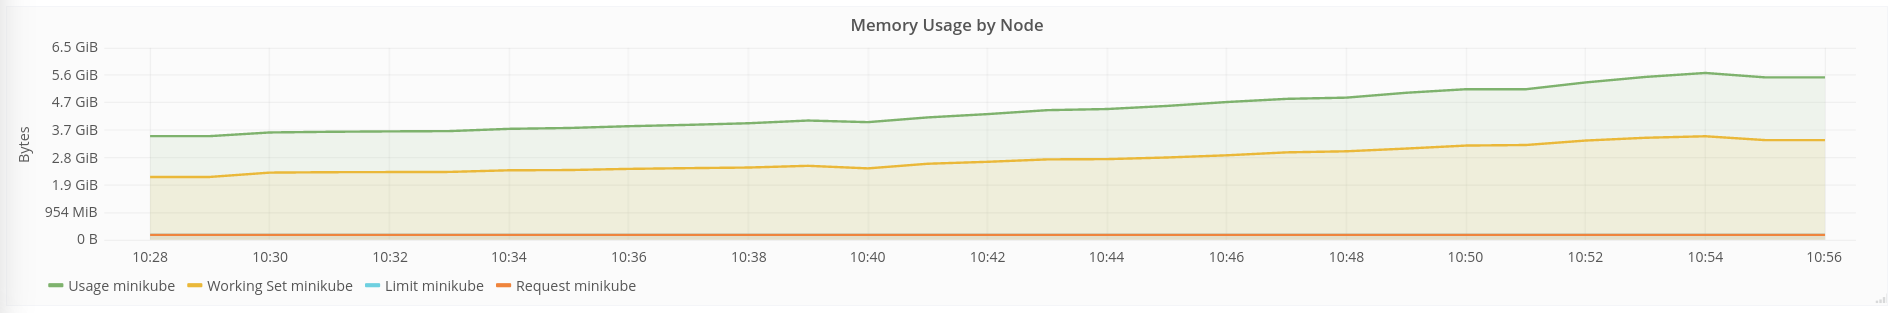 Memory Usage by Node
6.5 GiB
5.6 GiB
4.7 GiB
3.7 GiB
2.8 GiB
1.9 GiB
954 MiB
0 B
Bytes
10:28 10:30 10:32 10:34 10:36 10:38 10:40 10:42 10:44 10:46 10:48 10:50 10:52 10:54 10:56
Usage minikube Working Set minikube Limit minikube Request minikube